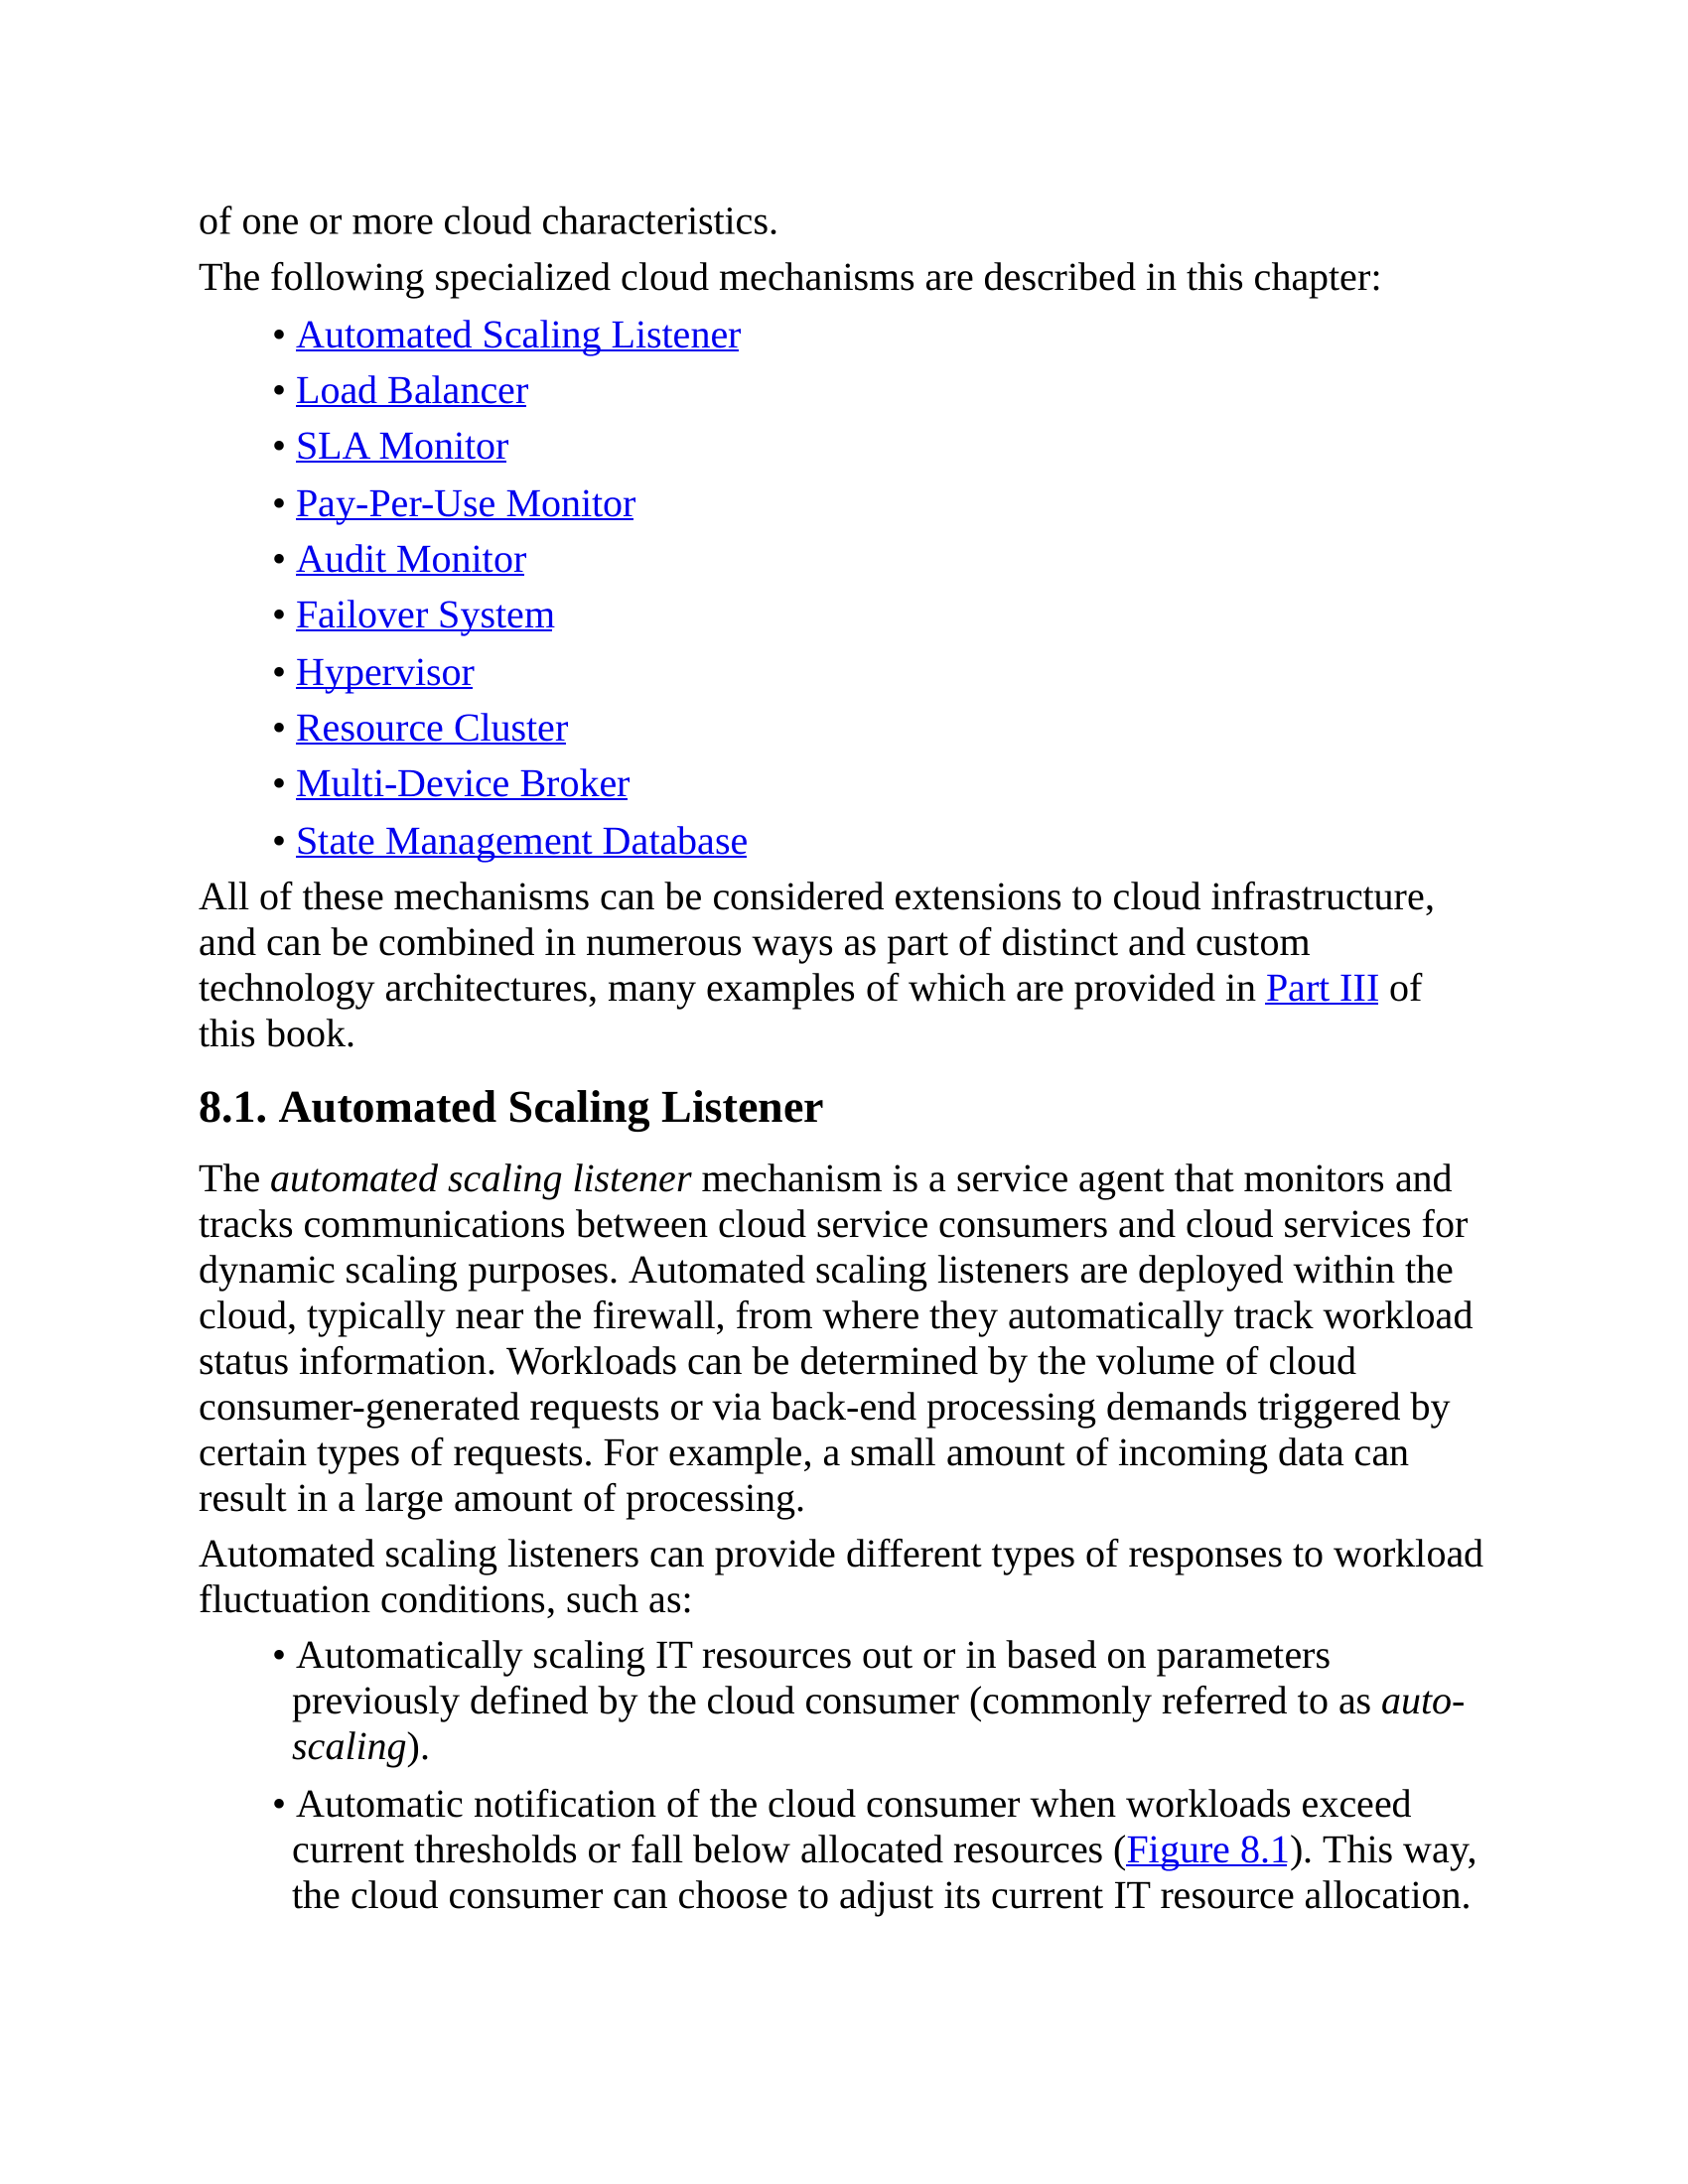 of one or more cloud characteristics.
The following specialized cloud mechanisms are described in this chapter:
• Automated Scaling Listener
• Load Balancer
• SLA Monitor
• Pay-Per-Use Monitor
• Audit Monitor
• Failover System
• Hypervisor
• Resource Cluster
• Multi-Device Broker
• State Management Database
All of these mechanisms can be considered extensions to cloud infrastructure,
and can be combined in numerous ways as part of distinct and custom
technology architectures, many examples of which are provided in Part III of
this book.
8.1. Automated Scaling Listener
The automated scaling listener mechanism is a service agent that monitors and
tracks communications between cloud service consumers and cloud services for
dynamic scaling purposes. Automated scaling listeners are deployed within the
cloud, typically near the firewall, from where they automatically track workload
status information. Workloads can be determined by the volume of cloud
consumer-generated requests or via back-end processing demands triggered by
certain types of requests. For example, a small amount of incoming data can
result in a large amount of processing.
Automated scaling listeners can provide different types of responses to workload
fluctuation conditions, such as:
• Automatically scaling IT resources out or in based on parameters
previously defined by the cloud consumer (commonly referred to as auto-
scaling).
• Automatic notification of the cloud consumer when workloads exceed
current thresholds or fall below allocated resources (Figure 8.1). This way,
the cloud consumer can choose to adjust its current IT resource allocation.